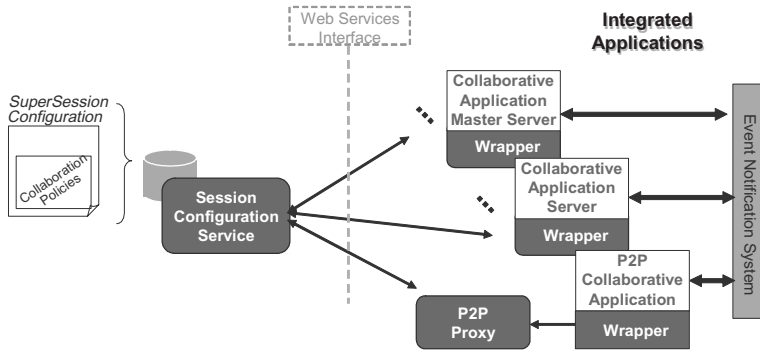 Web Services
Interface
Integrated
Applications
SuperSession
Configuration
Collaboration
Policies
Session
Configuration
Service
Collaborative
Application
Master Server
Wrapper
Collaborative
Application
Server
Wrapper
P2P
Collaborative
Application
Wrapper
P2P
Proxy
Event Notification
System